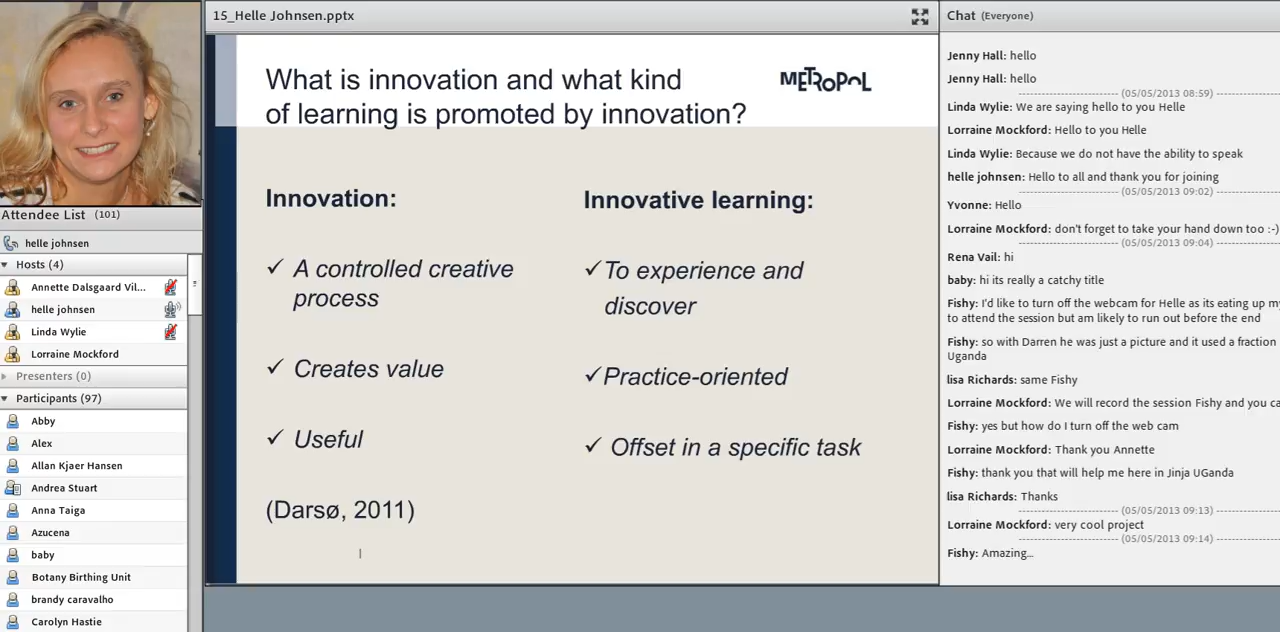 15_Helle Johnsen.pptx
What is innovation and what kind
of learning is promoted by innovation?
METROPOL
Innovation:
✓ A controlled creative
process
✓ Creates value
✓ Useful
(Darsø, 2011)
Innovative learning:
✓ To experience and
discover
✓ Practice-oriented
✓ Offset in a specific task
Attendee List (101)
helle johnsen
Hosts (4)
Annette Dalsgaard Vil...
helle johnsen
Linda Wylie
Lorraine Mockford
Presenters (0)
Participants (97)
Abby
Alex
Allan Kjaer Hansen
Andrea Stuart
Anna Taiga
Azucena
baby
Botany Birthing Unit
brandy caravalho
Carolyn Hastie
Chat (Everyone)
Jenny Hall: hello
Jenny Hall: hello
(05/05/2013 08:59)
Linda Wylie: We are saying hello to you Helle
Lorraine Mockford: Hello to you Helle
Linda Wylie: Because we do not have the ability to speak
helle johnsen: Hello to all and thank you for joining
(05/05/2013 09:02)
Yvonne: Hello
Lorraine Mockford: don't forget to take your hand down too :-)
(05/05/2013 09:04)
Rena Vail: hi
baby: hi its really a catchy title
Fishy: I'd like to turn off the webcam for Helle as its eating up my
to attend the session but am likely to run out before the end
Fishy: so with Darren he was just a picture and it used a fraction
Uganda
lisa Richards: same Fishy
Lorraine Mockford: We will record the session Fishy and you ca
Fishy: yes but how do I turn off the web cam
Lorraine Mockford: Thank you Annette
Fishy: thank you that will help me here in Jinja UGanda
lisa Richards: Thanks
(05/05/2013 09:13)
Lorraine Mockford: very cool project
(05/05/2013 09:14)
Fishy: Amazing...